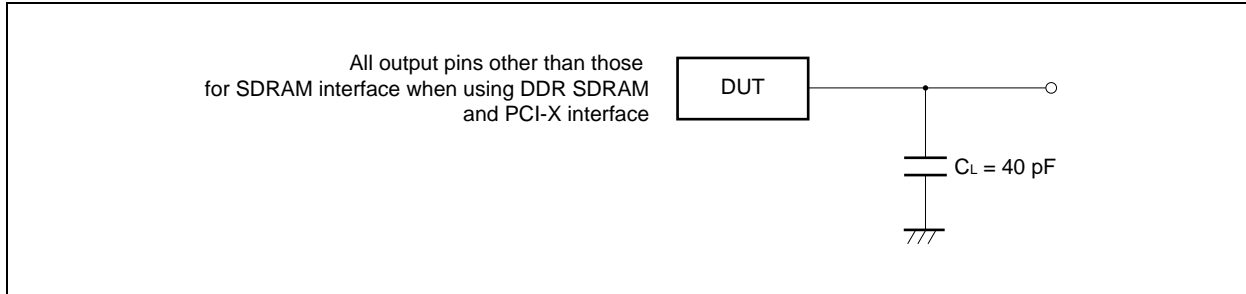 All output pins other than those
for SDRAM interface when using DDR SDRAM
and PCI-X interface
DUT
CL = 40 pF